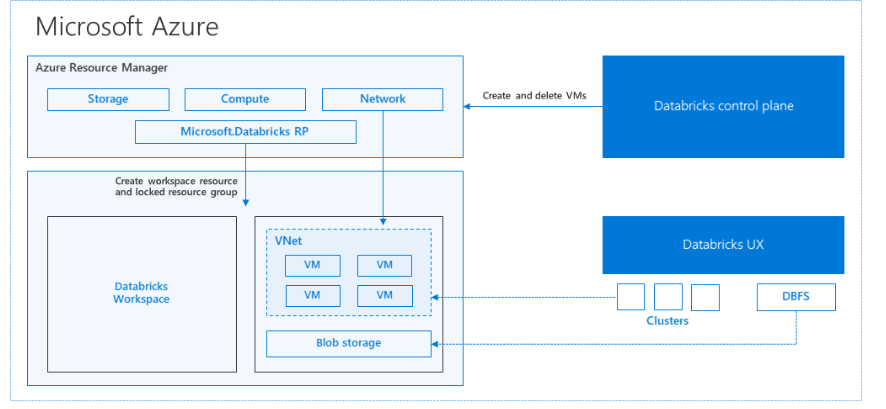 Microsoft Azure
Azure Resource Manager
Storage
Compute
Network
Microsoft.Databricks RP
Create and delete VMs
Databricks control plane
Create workspace resource
and locked resource group
Databricks
Workspace
VNet
VM
VM
VM
VM
Blob storage
Databricks UX
Clusters
DBFS